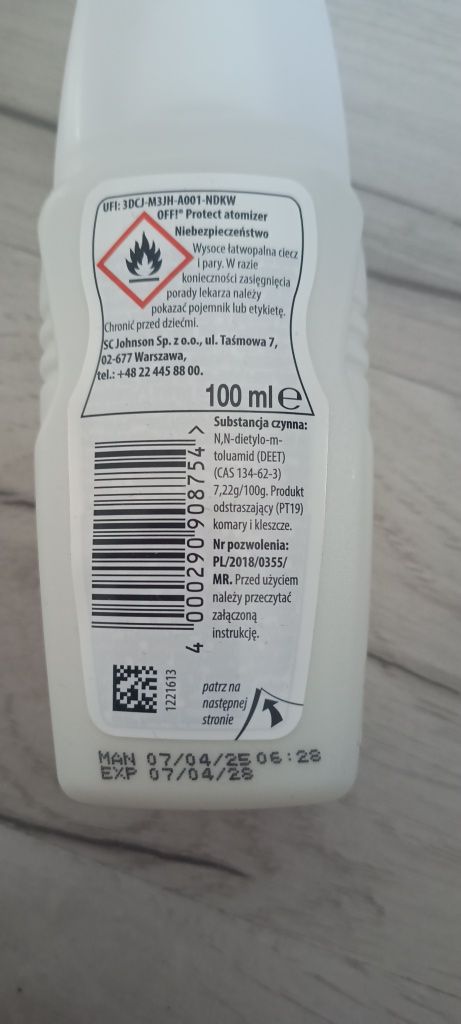 UFI: 3DCJ-M3JH-A001-NDKW
OFF!® Protect atomizer
Niebezpieczeństwo
Wysoce łatwopalna ciecz
i pary. W razie
konieczności zasięgnięcia
porady lekarza należy
pokazać pojemnik lub etykietę.
Chronić przed dziećmi.
SC Johnson Sp. z o.o., ul. Taśmowa 7,
02-677 Warszawa,
tel.: +48 22 445 88 00.
100 ml e
Substancja czynna:
N,N-dietylo-m-
toluamid (DEET)
(CAS 134-62-3)
7,22g/100g. Produkt
odstraszający (PT19)
komary i kleszcze.
Nr pozwolenia:
PL/2018/0355/
MR. Przed użyciem
należy przeczytać
załączoną
instrukcję.
4 000290 908754 >
1221613
patrz na
następnej
stronie
MAN 07/04/25 06:28
EXP 07/04/28